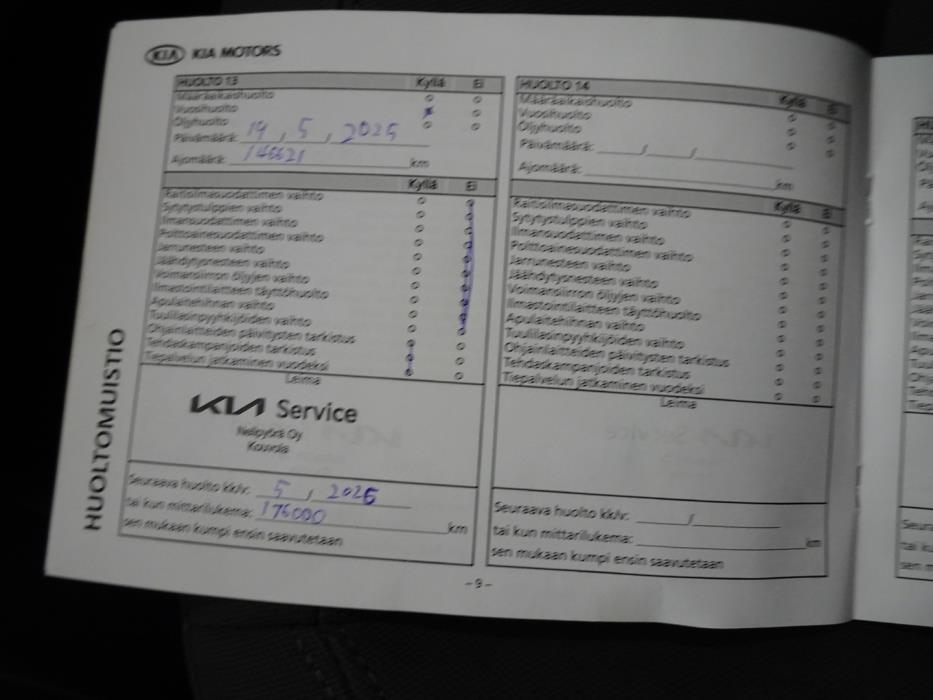 KIA KIA MOTORS
HUOLTO 13 Kyllä Ei
Määräaikaishuolto
Vuosihuolto
Öljyhuolto
Päivämäärä: 19 , 5 , 2025
Ajomäärä: 146621 km
Kyllä Ei
Raitisilmasuodattimen vaihto
Sytytystulppien vaihto
Ilmansuodattimen vaihto
Polttoainesuodattimen vaihto
Jarrunesteen vaihto
Jäähdytysnesteen vaihto
Voimansiirron öljyjen vaihto
Ilmastointilaitteen täyttöhuolto
Apulaitehihnan vaihto
Tuulilasinpyyhkijöiden vaihto
Ohjainlaitteiden päivitysten tarkistus
Tehdaskampanjoiden tarkistus
Tiepalvelun jatkaminen vuodeksi
Leima
KIA Service
Nelipyörä Oy
Kouvola
Seuraava huolto kk/v: 5 , 2026
tai kun mittarilukema: 176000 km
sen mukaan kumpi ensin saavutetaan
HUOLTO 14 Kyllä Ei
Määräaikaishuolto
Vuosihuolto
Öljyhuolto
Päivämäärä: / /
Ajomäärä: km
Kyllä Ei
Raitisilmasuodattimen vaihto
Sytytystulppien vaihto
Ilmansuodattimen vaihto
Polttoainesuodattimen vaihto
Jarrunesteen vaihto
Jäähdytysnesteen vaihto
Voimansiirron öljyjen vaihto
Ilmastointilaitteen täyttöhuolto
Apulaitehihnan vaihto
Tuulilasinpyyhkijöiden vaihto
Ohjainlaitteiden päivitysten tarkistus
Tehdaskampanjoiden tarkistus
Tiepalvelun jatkaminen vuodeksi
Leima
Seuraava huolto kk/v: /
tai kun mittarilukema: km
sen mukaan kumpi ensin saavutetaan
HUOLTOMUISTIO
- 9 -